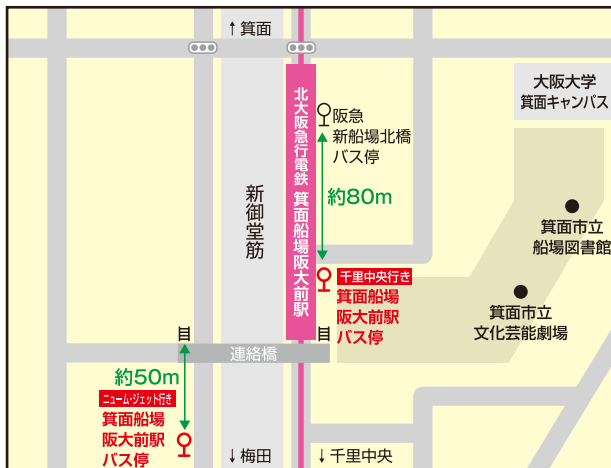 ↑箕面
大阪大学
箕面キャンパス
北大阪急行電鉄 箕面船場阪大前駅
阪急
新船場北橋
バス停
新御堂筋
約80m
箕面市立
船場図書館
千里中央行き
箕面船場
阪大前駅
バス停
箕面市立
文化芸能劇場
連絡橋
約50m
ニューム・ジェット行き
箕面船場
阪大前駅
バス停
↓梅田
↓千里中央